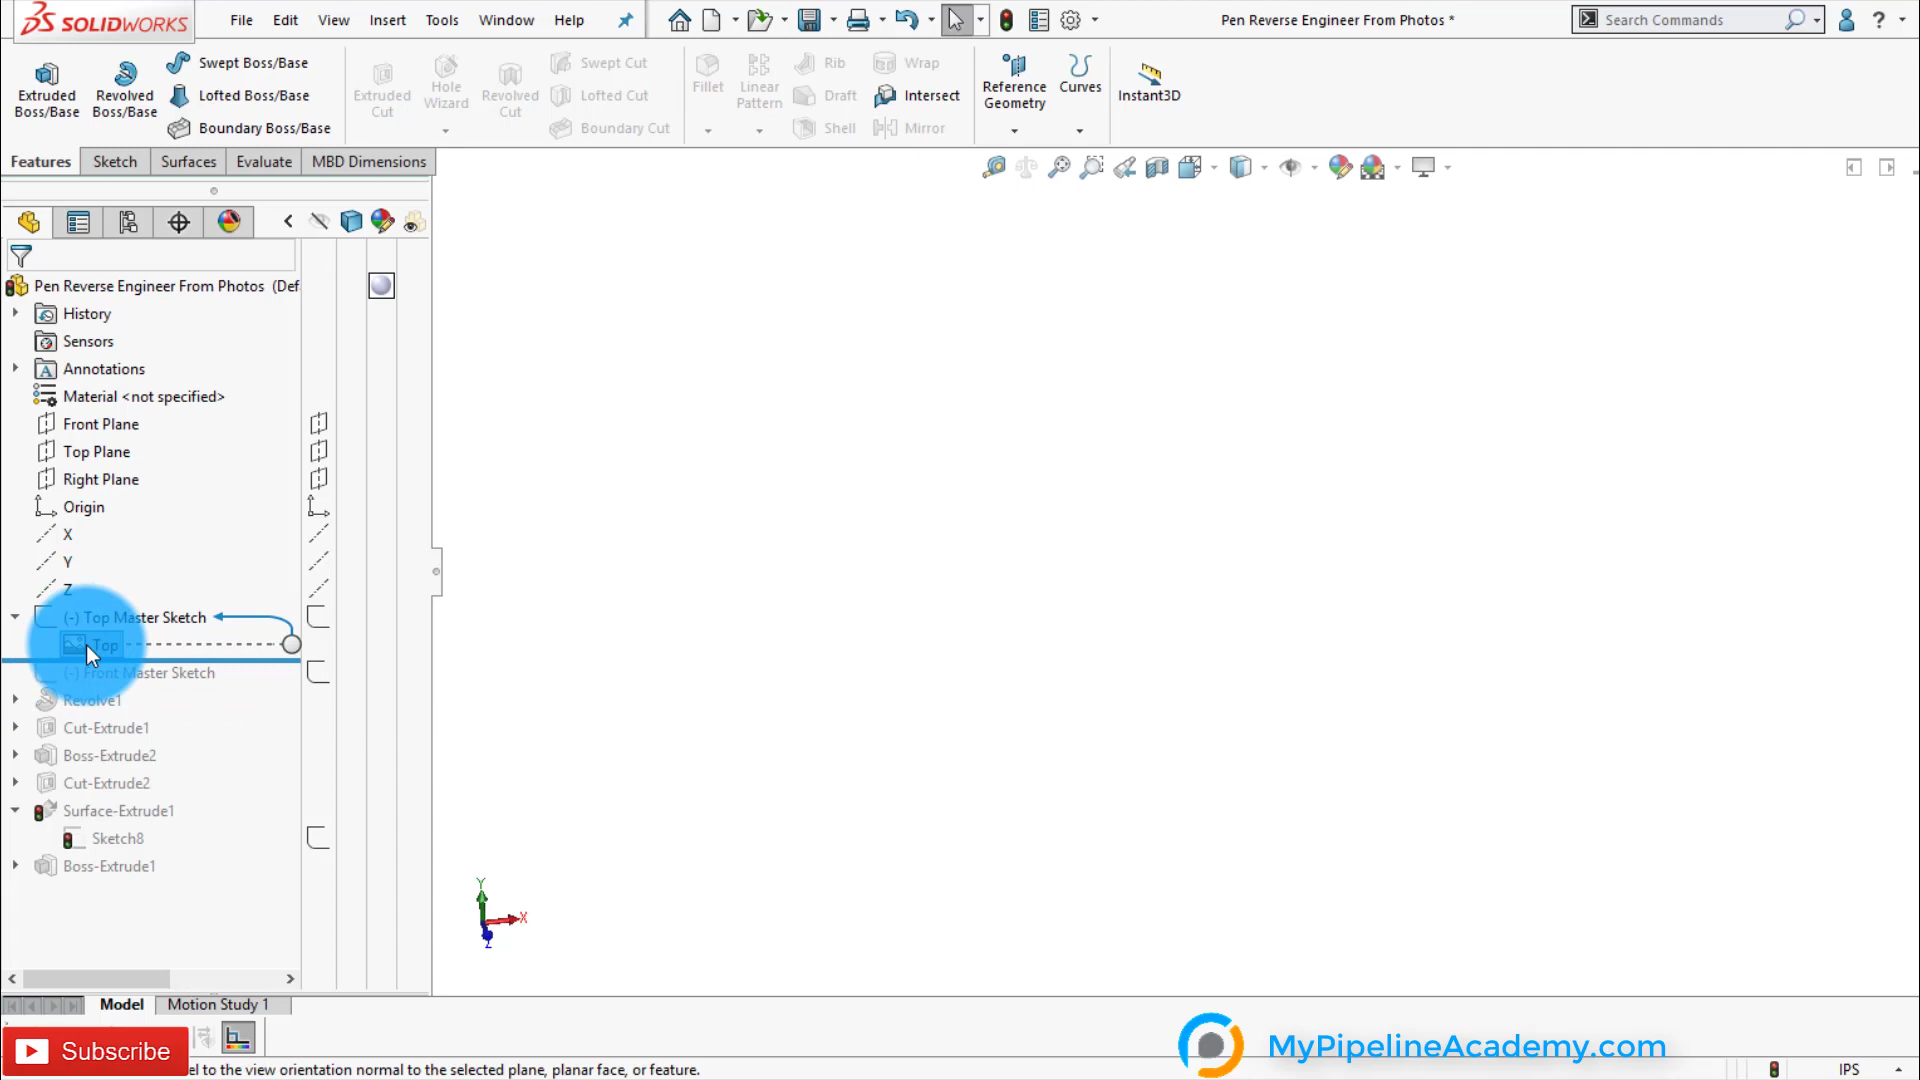 SOLIDWORKS File Edit View Insert Tools Window Help Pen Reverse Engineer From Photos * Search Commands ?
Extruded Boss/Base
Revolved Boss/Base
Swept Boss/Base
Lofted Boss/Base
Boundary Boss/Base
Extruded Cut
Hole Wizard
Revolved Cut
Swept Cut
Lofted Cut
Boundary Cut
Fillet
Linear Pattern
Rib
Draft
Shell
Wrap
Intersect
Mirror
Reference Geometry
Curves
Instant3D
Features Sketch Surfaces Evaluate MBD Dimensions
Pen Reverse Engineer From Photos (Def
History
Sensors
Annotations
Material <not specified>
Front Plane
Top Plane
Right Plane
Origin
X
Y
Z
(-) Top Master Sketch
Top
(-) Front Master Sketch
Revolve1
Cut-Extrude1
Boss-Extrude2
Cut-Extrude2
Surface-Extrude1
Sketch8
Boss-Extrude1
Y
X
Z
Model Motion Study 1
Subscribe
MyPipelineAcademy.com
el to the view orientation normal to the selected plane, planar face, or feature.
IPS